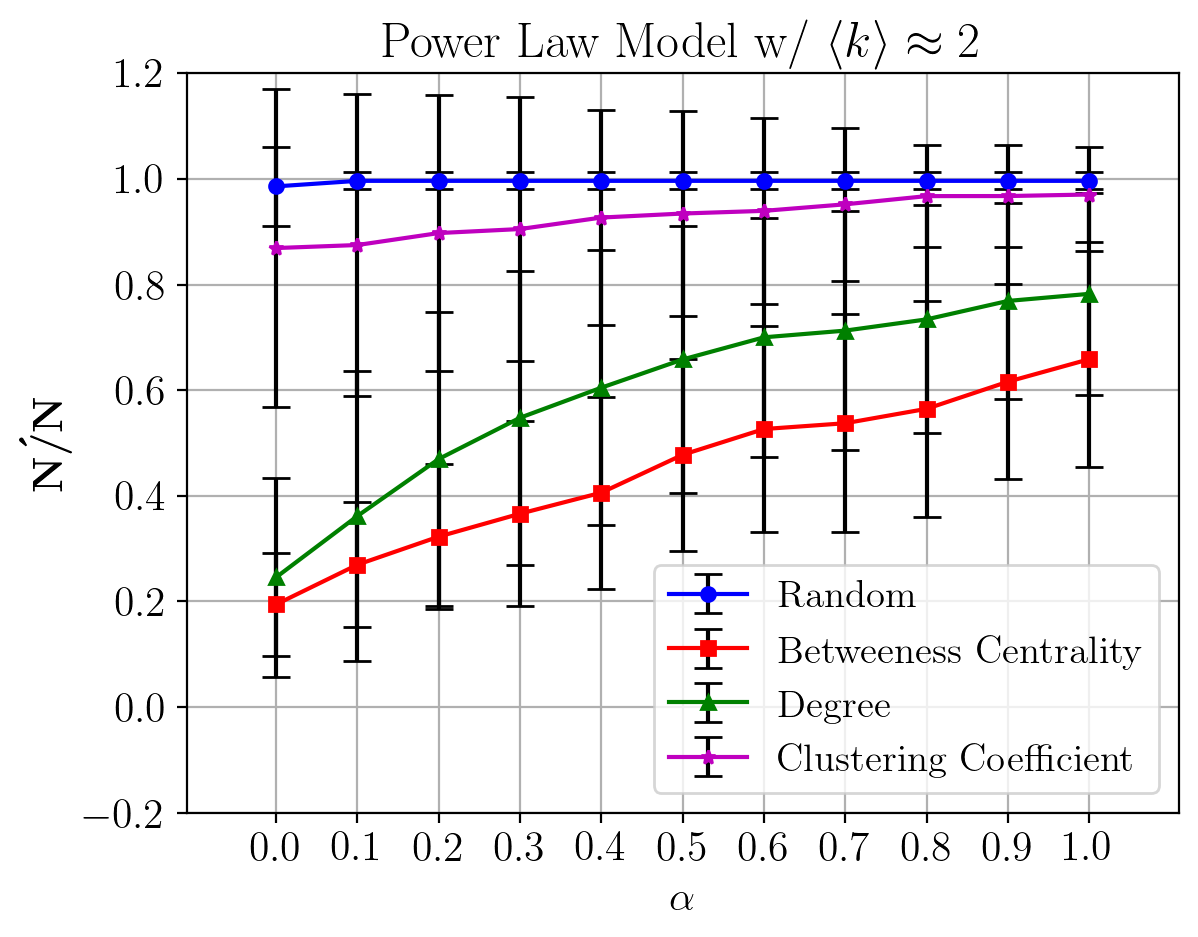 Power Law Model w/ ⟨k⟩ ≈ 2
1.2
1.0
0.8
0.6
0.4
0.2
0.0
−0.2
Ń/N
Random
Betweeness Centrality
Degree
Clustering Coefficient
0.0 0.1 0.2 0.3 0.4 0.5 0.6 0.7 0.8 0.9 1.0
α